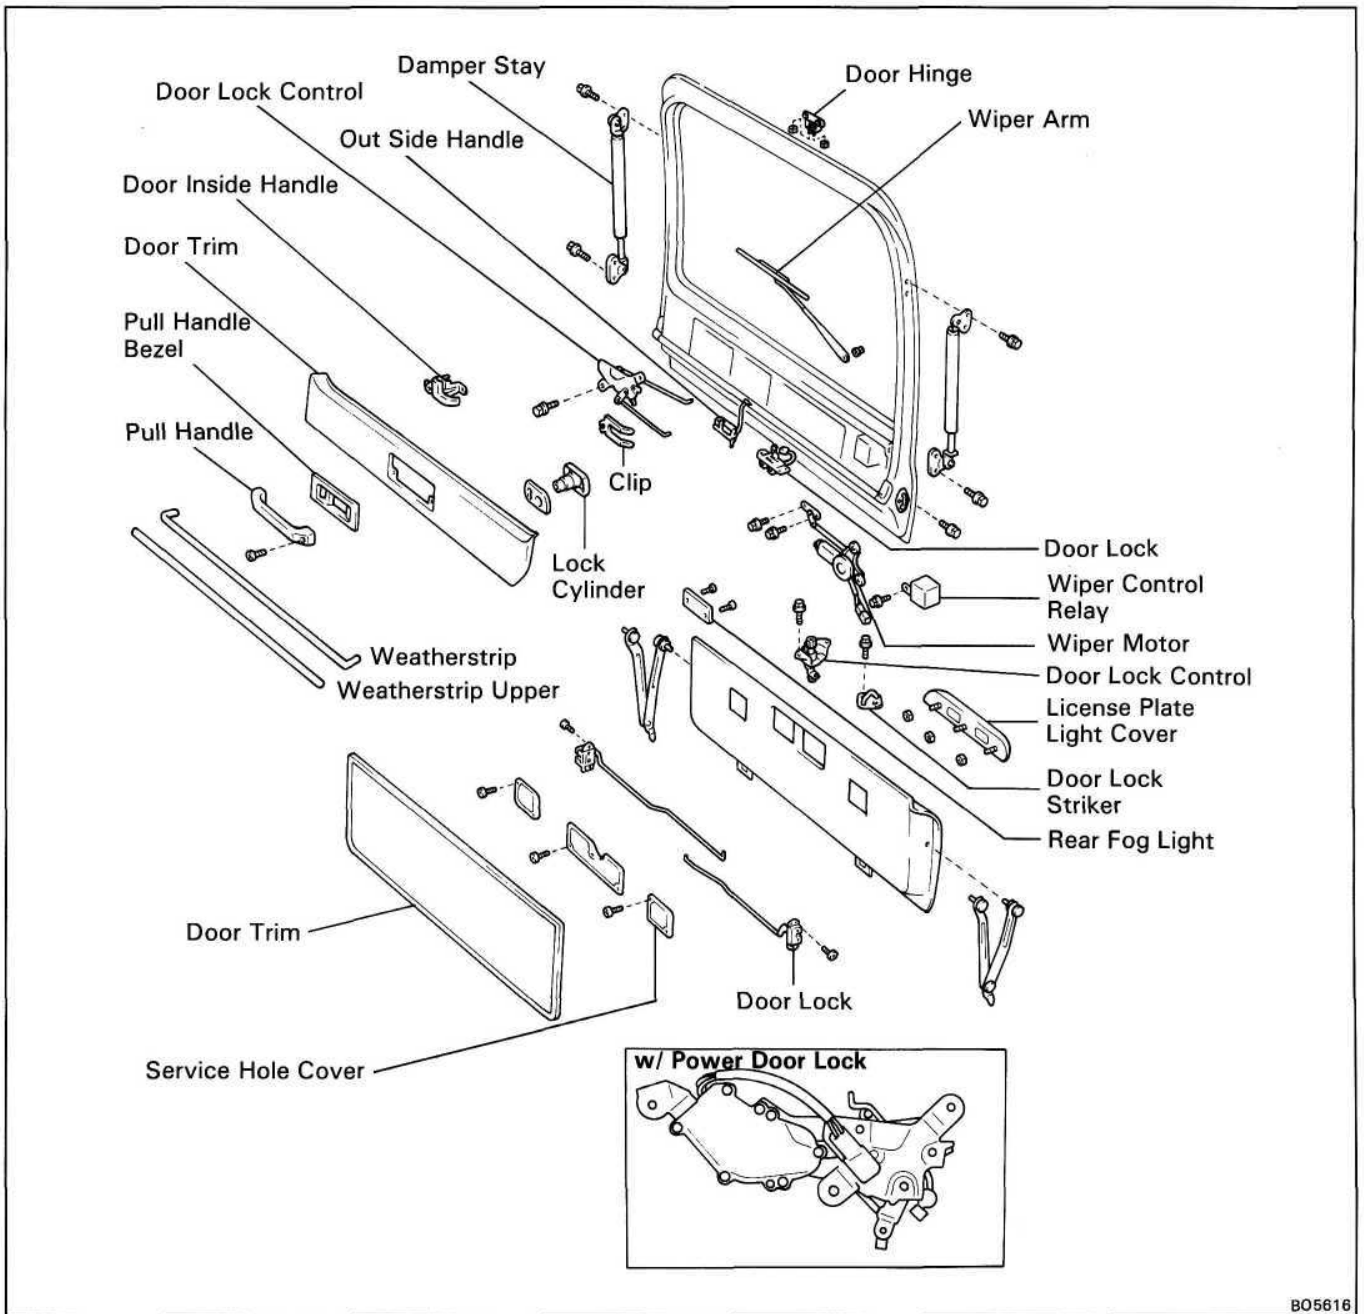 Damper Stay
Door Hinge
Door Lock Control
Wiper Arm
Out Side Handle
Door Inside Handle
Door Trim
Pull Handle
Bezel
Pull Handle
Clip
Lock
Cylinder
Door Lock
Wiper Control
Relay
Wiper Motor
Door Lock Control
License Plate
Light Cover
Door Lock
Striker
Rear Fog Light
Weatherstrip
Weatherstrip Upper
Door Trim
Door Lock
Service Hole Cover
w/ Power Door Lock
BO5616